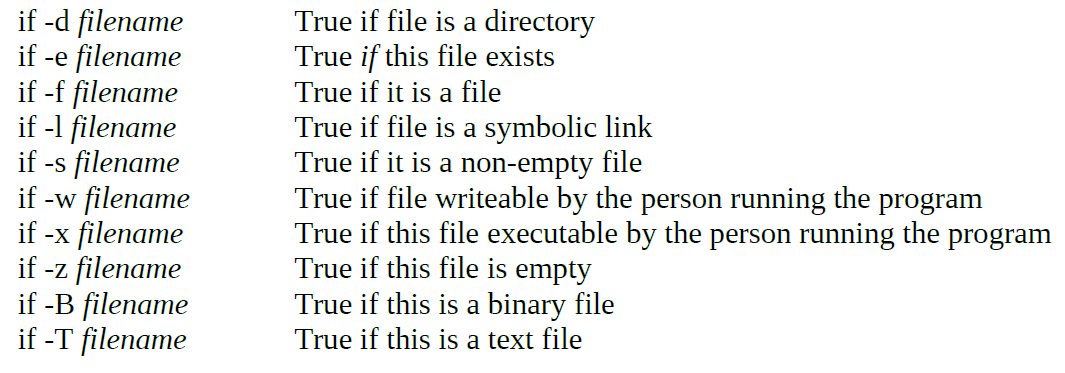 if -d filename True if file is a directory
if -e filename True if this file exists
if -f filename True if it is a file
if -l filename True if file is a symbolic link
if -s filename True if it is a non-empty file
if -w filename True if file writeable by the person running the program
if -x filename True if this file executable by the person running the program
if -z filename True if this file is empty
if -B filename True if this is a binary file
if -T filename True if this is a text file